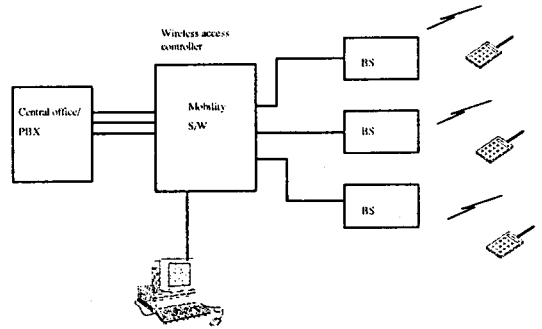 Wireless access
controller
Central office/
PBX
Mobility
S/W
BS
BS
BS